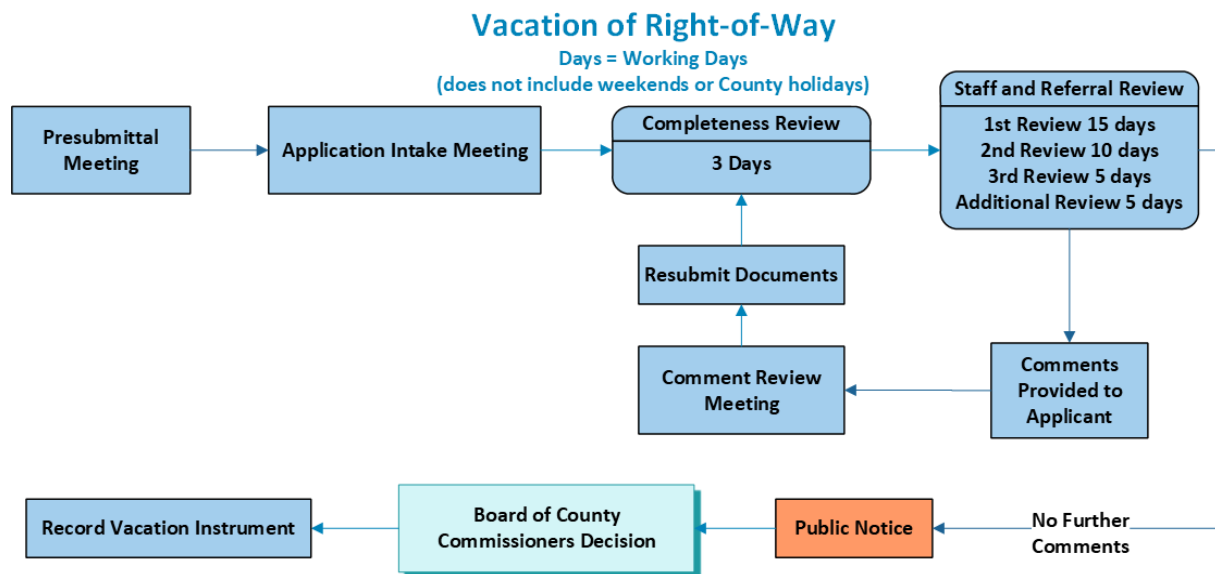 Vacation of Right-of-Way
Days = Working Days
(does not include weekends or County holidays)
Presubmittal
Meeting
Application Intake Meeting
Completeness Review
3 Days
Staff and Referral Review
1st Review 15 days
2nd Review 10 days
3rd Review 5 days
Additional Review 5 days
Resubmit Documents
Comment Review
Meeting
Comments
Provided to
Applicant
Record Vacation Instrument
Board of County
Commissioners Decision
Public Notice
No Further
Comments